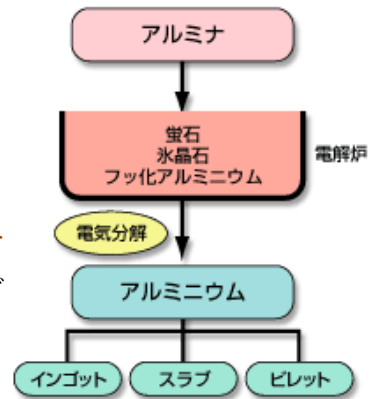 アルミナ
蛍石
氷晶石
フッ化アルミニウム
電解炉
電気分解
アルミニウム
インゴット
スラブ
ビレット